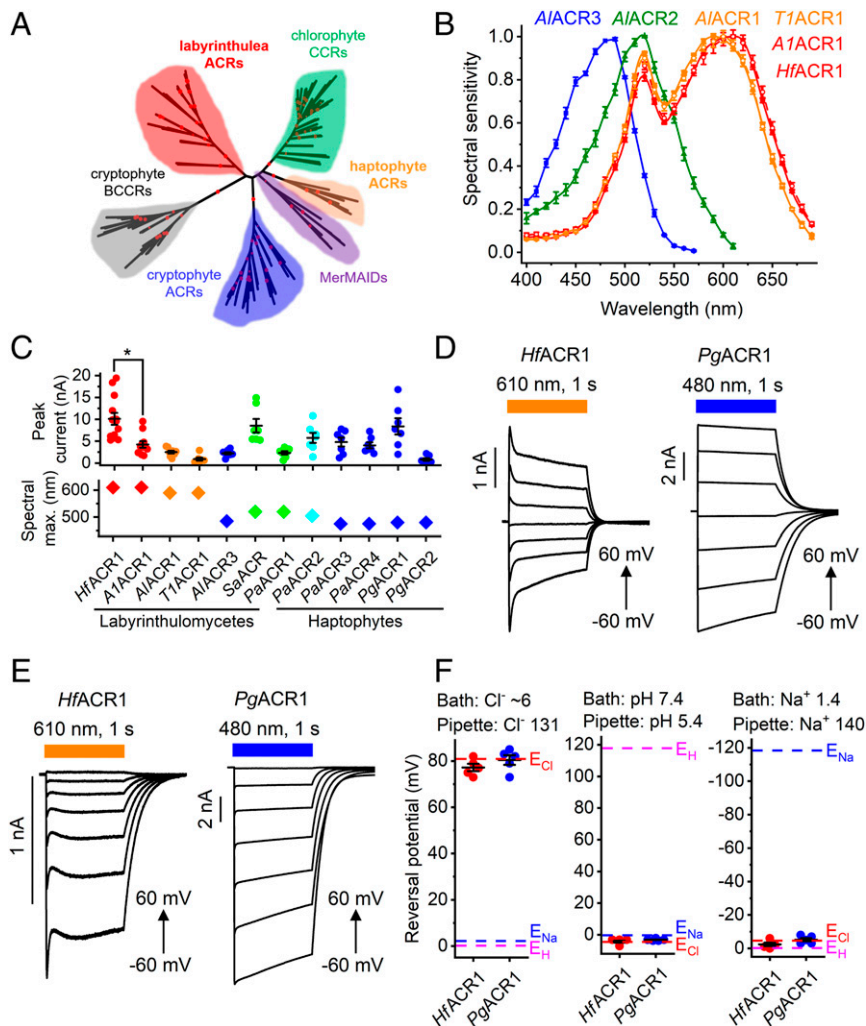 A
labyrinthulea
ACRs
chlorophyte
CCRs
cryptophyte
BCCRs
haptophyte
ACRs
cryptophyte
ACRs
MerMAIDs
B
AlACR3 AlACR2 AlACR1 T1ACR1
A1ACR1
HfACR1
Spectral sensitivity
1.0
0.8
0.6
0.4
0.2
0.0
400 450 500 550 600 650
Wavelength (nm)
C
*
Peak
current (nA)
20
15
10
5
0
Spectral
max. (nm)
600
500
HfACR1 A1ACR1 AlACR1 T1ACR1 AlACR3 SaACR PaACR1 PaACR2 PaACR3 PaACR4 PgACR1 PgACR2
Labyrinthulomycetes Haptophytes
D
HfACR1 PgACR1
610 nm, 1 s 480 nm, 1 s
1 nA 2 nA
60 mV 60 mV
-60 mV -60 mV
E
HfACR1 PgACR1
610 nm, 1 s 480 nm, 1 s
1 nA 2 nA
60 mV 60 mV
-60 mV -60 mV
F
Bath: Cl⁻ ~6
Pipette: Cl⁻ 131
Reversal potential (mV)
80
60
40
20
0
E_Cl
E_Na
E_H
HfACR1 PgACR1
Bath: pH 7.4
Pipette: pH 5.4
120
100
80
60
40
20
0
E_H
E_Na
E_Cl
HfACR1 PgACR1
Bath: Na⁺ 1.4
Pipette: Na⁺ 140
-120
-100
-80
-60
-40
-20
0
E_Na
E_Cl
E_H
HfACR1 PgACR1